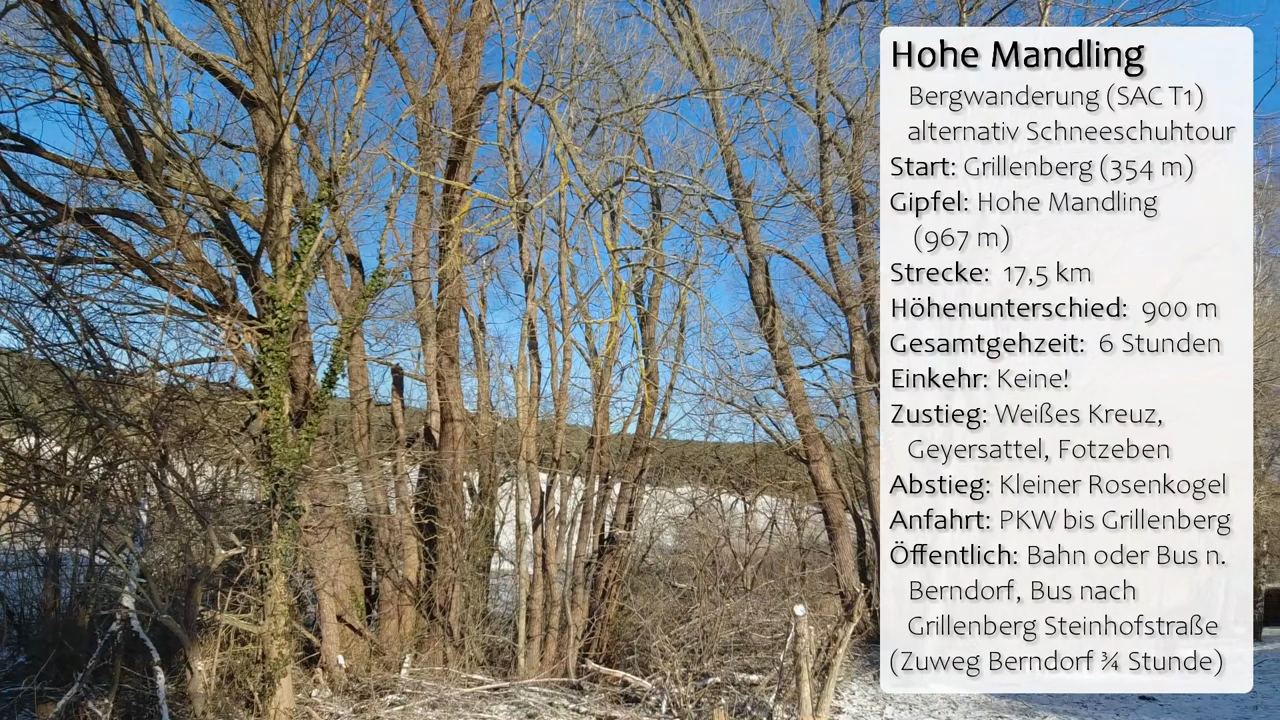 Hohe Mandling
Bergwanderung (SAC T1)
alternativ Schneeschuhtour
Start: Grillenberg (354 m)
Gipfel: Hohe Mandling
(967 m)
Strecke: 17,5 km
Höhenunterschied: 900 m
Gesamtgehzeit: 6 Stunden
Einkehr: Keine!
Zustieg: Weißes Kreuz,
Geyersattel, Fotzeben
Abstieg: Kleiner Rosenkogel
Anfahrt: PKW bis Grillenberg
Öffentlich: Bahn oder Bus n.
Berndorf, Bus nach
Grillenberg Steinhofstraße
(Zuweg Berndorf ¾ Stunde)